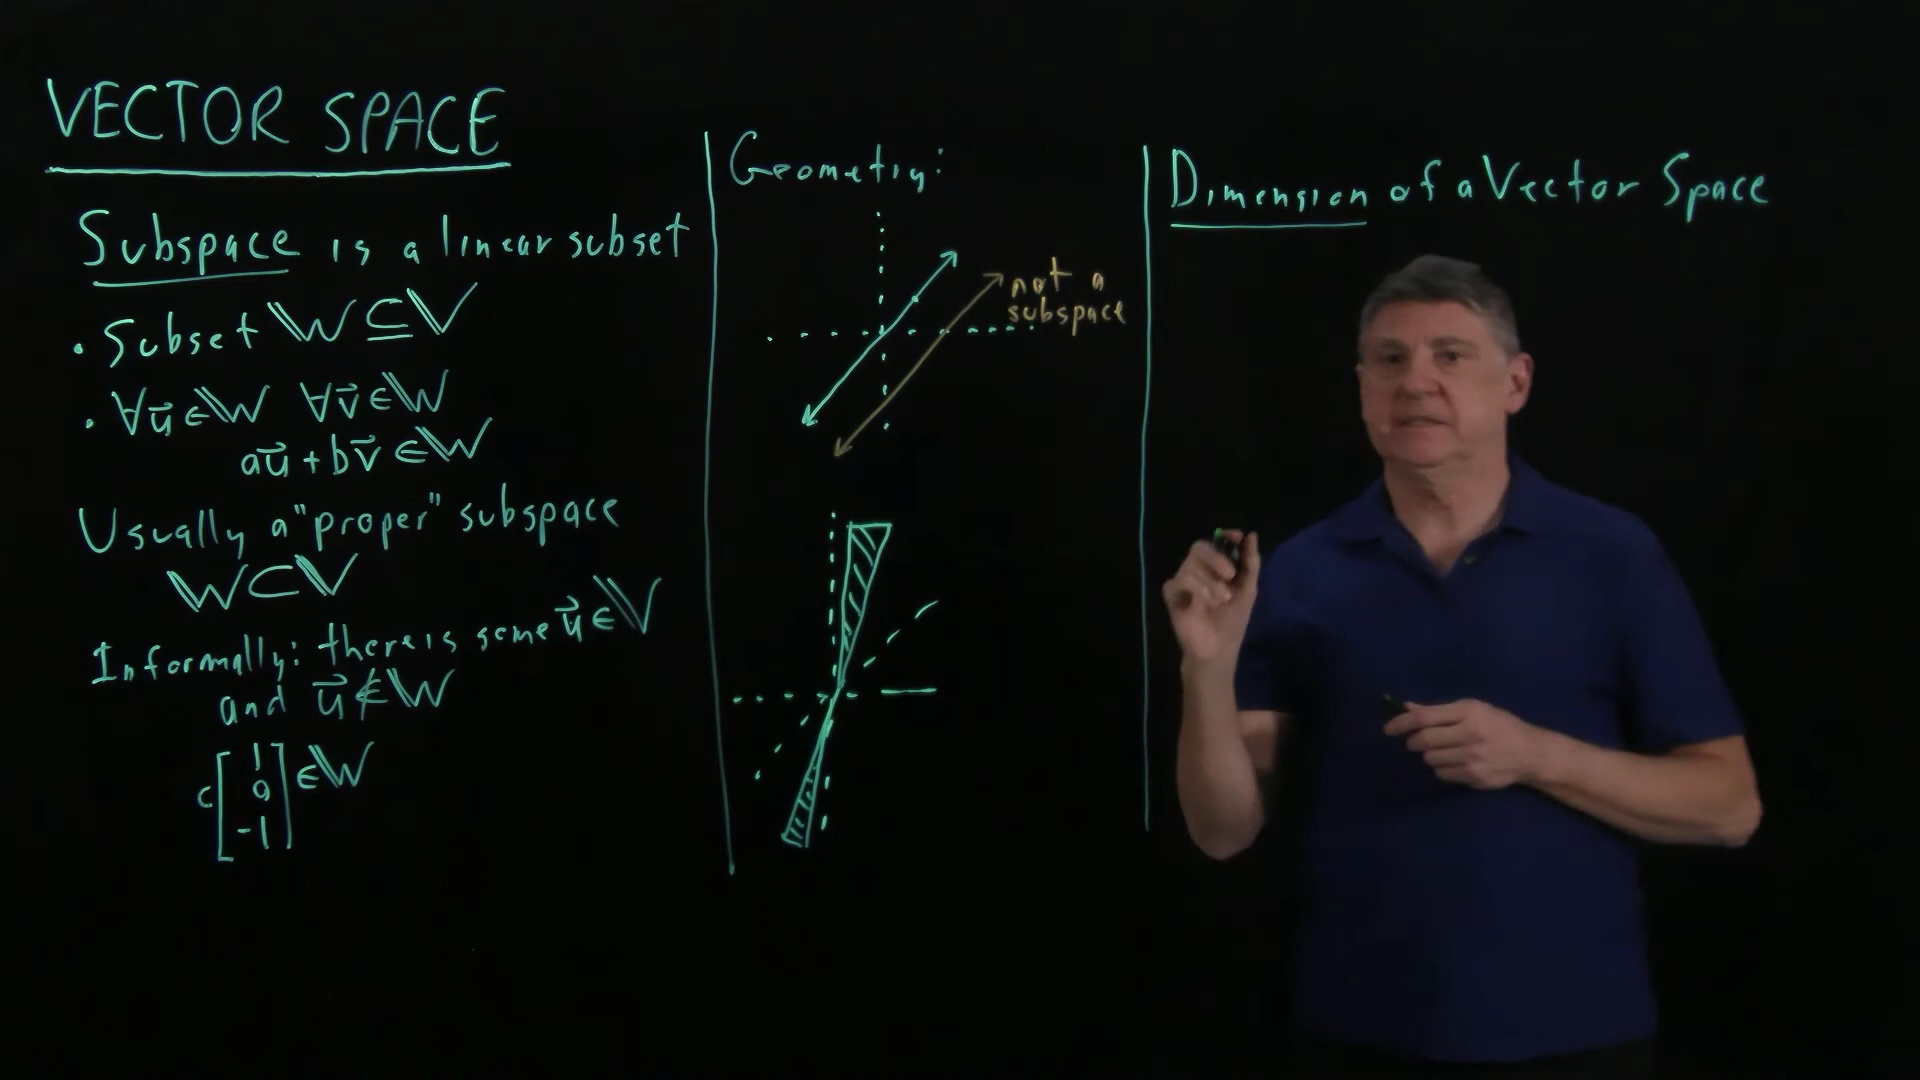 VECTOR SPACE
Subspace is a linear subset
• Subset 𝕎 ⊆ 𝕍
• ∀u⃗ ∈ 𝕎 ∀v⃗ ∈ 𝕎
au⃗ + bv⃗ ∈ 𝕎
Usually a "proper" subspace
𝕎 ⊂ 𝕍
Informally: there is some u⃗ ∈ 𝕍
and u⃗ ∉ 𝕎
c [ 1
0
-1 ] ∈ 𝕎
Geometry:
not a
subspace
Dimension of a Vector Space